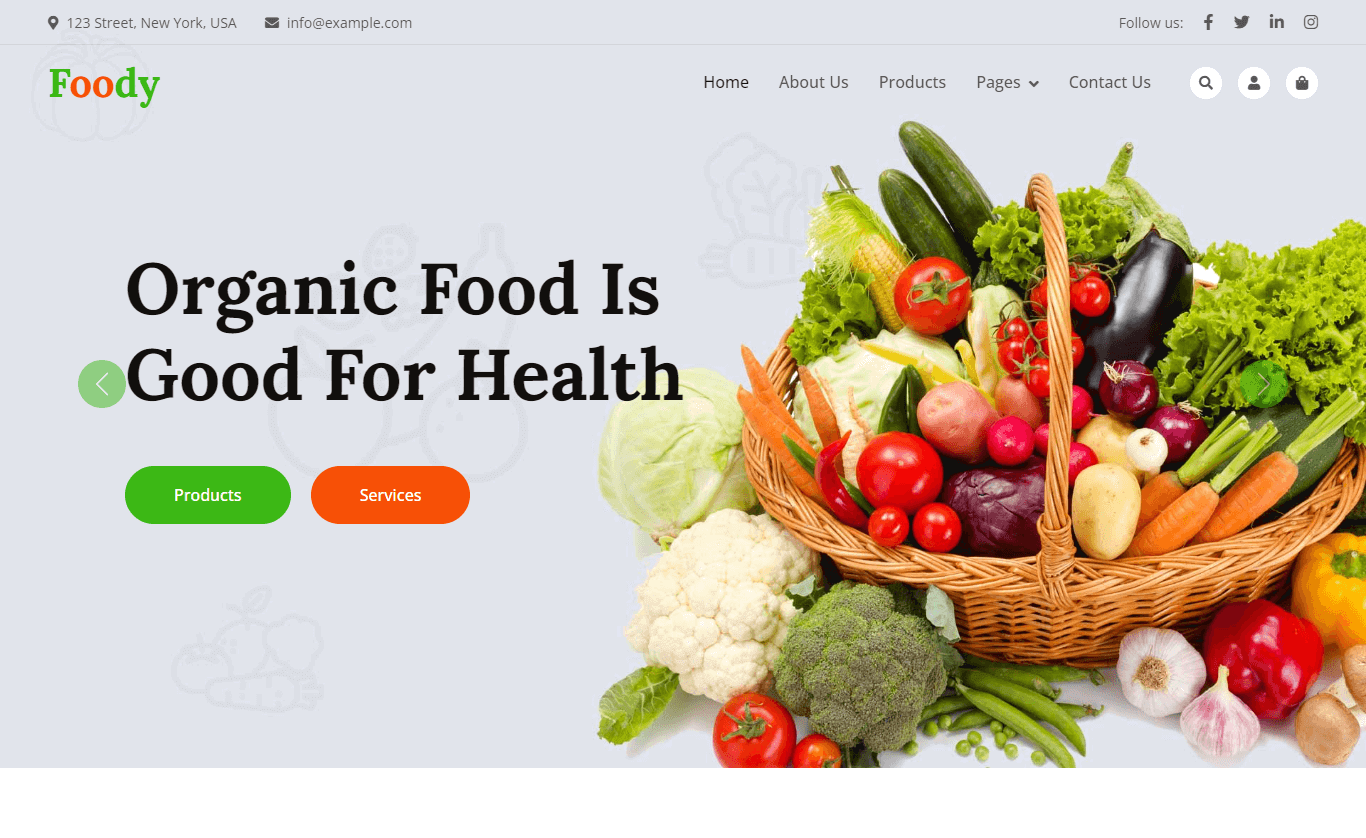 123 Street, New York, USA info@example.com Follow us:
Foody Home About Us Products Pages Contact Us
Organic Food Is
Good For Health
Products Services